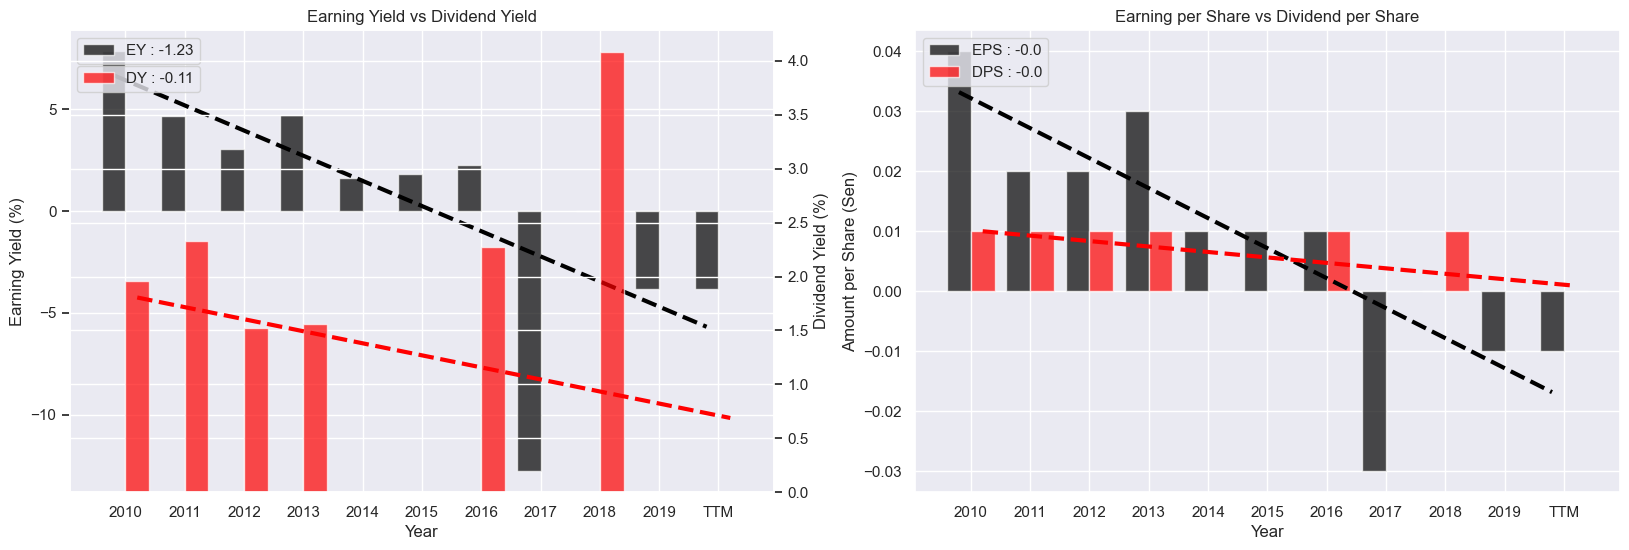 Earning Yield vs Dividend Yield
EY : -1.23
DY : -0.11
Earning Yield (%)
5
0
−5
−10
4.0
3.5
3.0
2.5
2.0
1.5
1.0
0.5
0.0
Dividend Yield (%)
2010 2011 2012 2013 2014 2015 2016 2017 2018 2019 TTM
Year
Earning per Share vs Dividend per Share
EPS : -0.0
DPS : -0.0
Amount per Share (Sen)
0.04
0.03
0.02
0.01
0.00
−0.01
−0.02
−0.03
2010 2011 2012 2013 2014 2015 2016 2017 2018 2019 TTM
Year